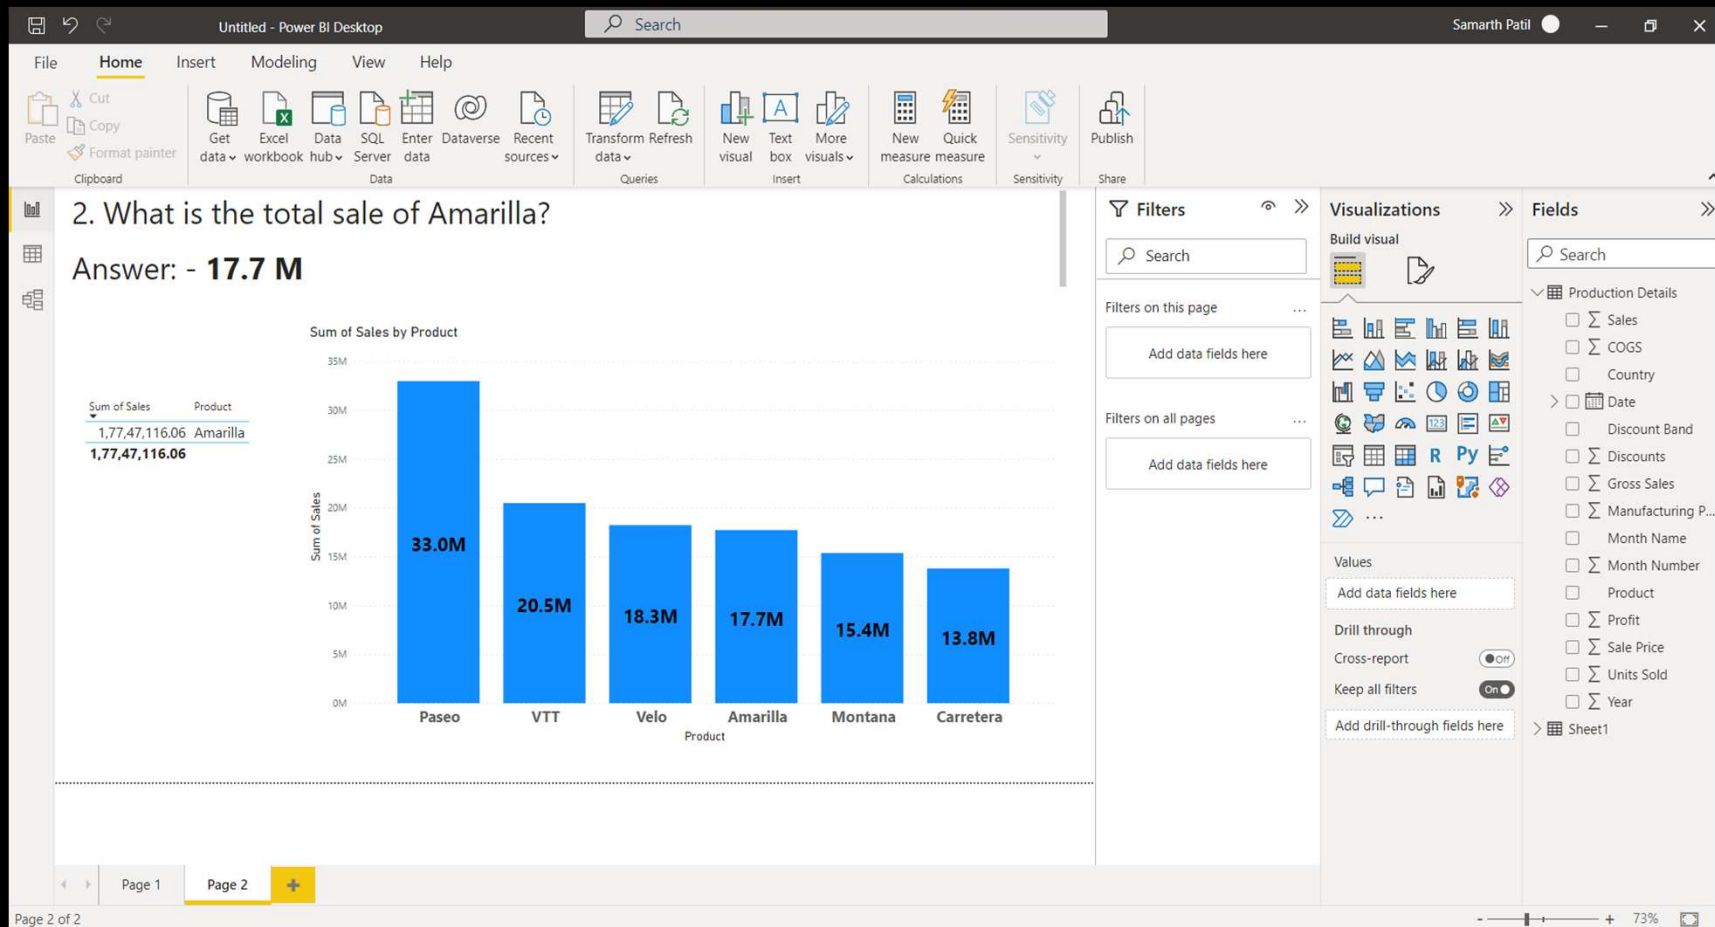 Untitled - Power BI Desktop
Search
Samarth Patil
File Home Insert Modeling View Help
Paste
Cut
Copy
Format painter
Clipboard
Get data
Excel workbook
Data hub
SQL Server
Enter data
Dataverse
Recent sources
Data
Transform data
Refresh
Queries
New visual
Text box
More visuals
Insert
New measure
Quick measure
Calculations
Sensitivity
Sensitivity
Publish
Share
2. What is the total sale of Amarilla?
Answer: - 17.7 M
Sum of Sales Product
1,77,47,116.06 Amarilla
1,77,47,116.06
Sum of Sales by Product
35M
30M
25M
20M
15M
10M
5M
0M
Sum of Sales
33.0M
20.5M
18.3M
17.7M
15.4M
13.8M
Paseo VTT Velo Amarilla Montana Carretera
Product
Filters
Search
Filters on this page ...
Add data fields here
Filters on all pages ...
Add data fields here
Visualizations
Build visual
123
R Py
...
Values
Add data fields here
Drill through
Cross-report Off
Keep all filters On
Add drill-through fields here
Fields
Search
Production Details
Sales
COGS
Country
Date
Discount Band
Discounts
Gross Sales
Manufacturing P...
Month Name
Month Number
Product
Profit
Sale Price
Units Sold
Year
Sheet1
Page 1 Page 2 +
Page 2 of 2
- + 73%